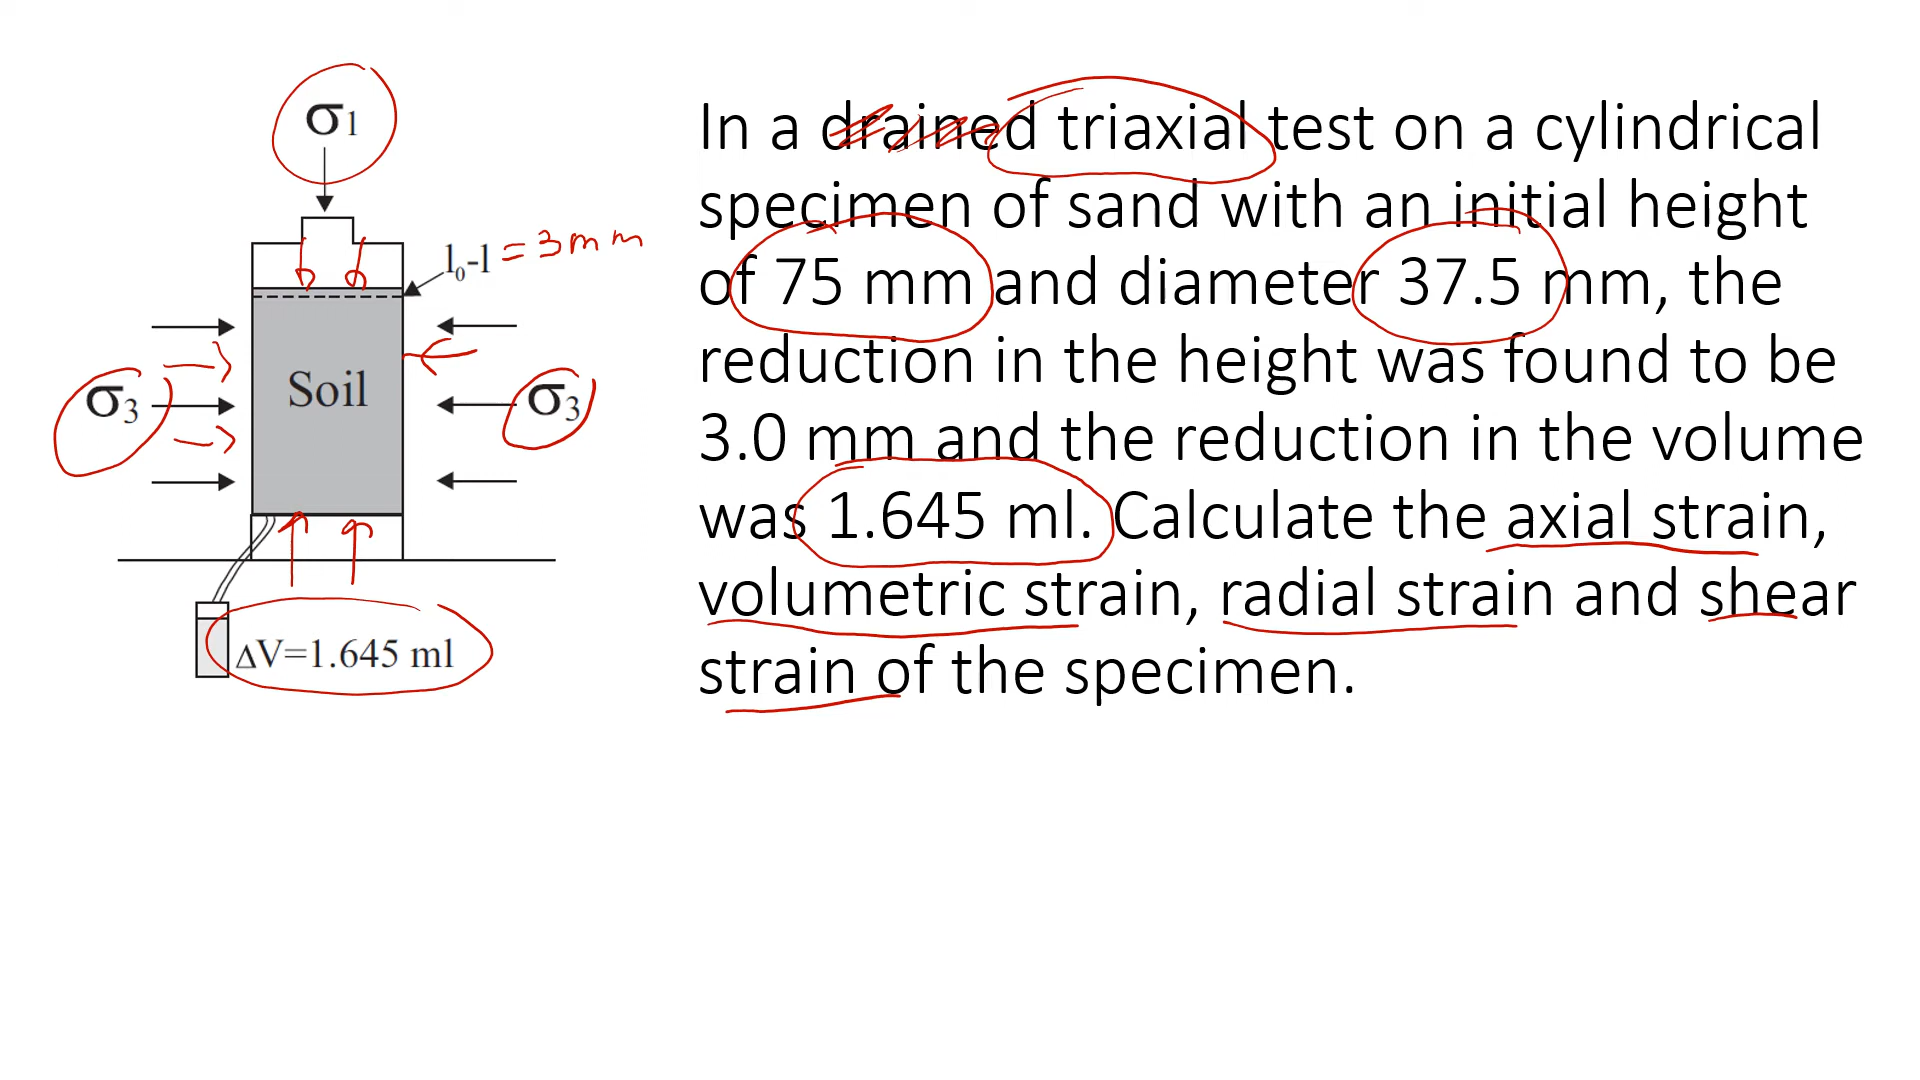 σ1
l0-l = 3mm
Soil
σ3
σ3
ΔV=1.645 ml
In a drained triaxial test on a cylindrical
specimen of sand with an initial height
of 75 mm and diameter 37.5 mm, the
reduction in the height was found to be
3.0 mm and the reduction in the volume
was 1.645 ml. Calculate the axial strain,
volumetric strain, radial strain and shear
strain of the specimen.